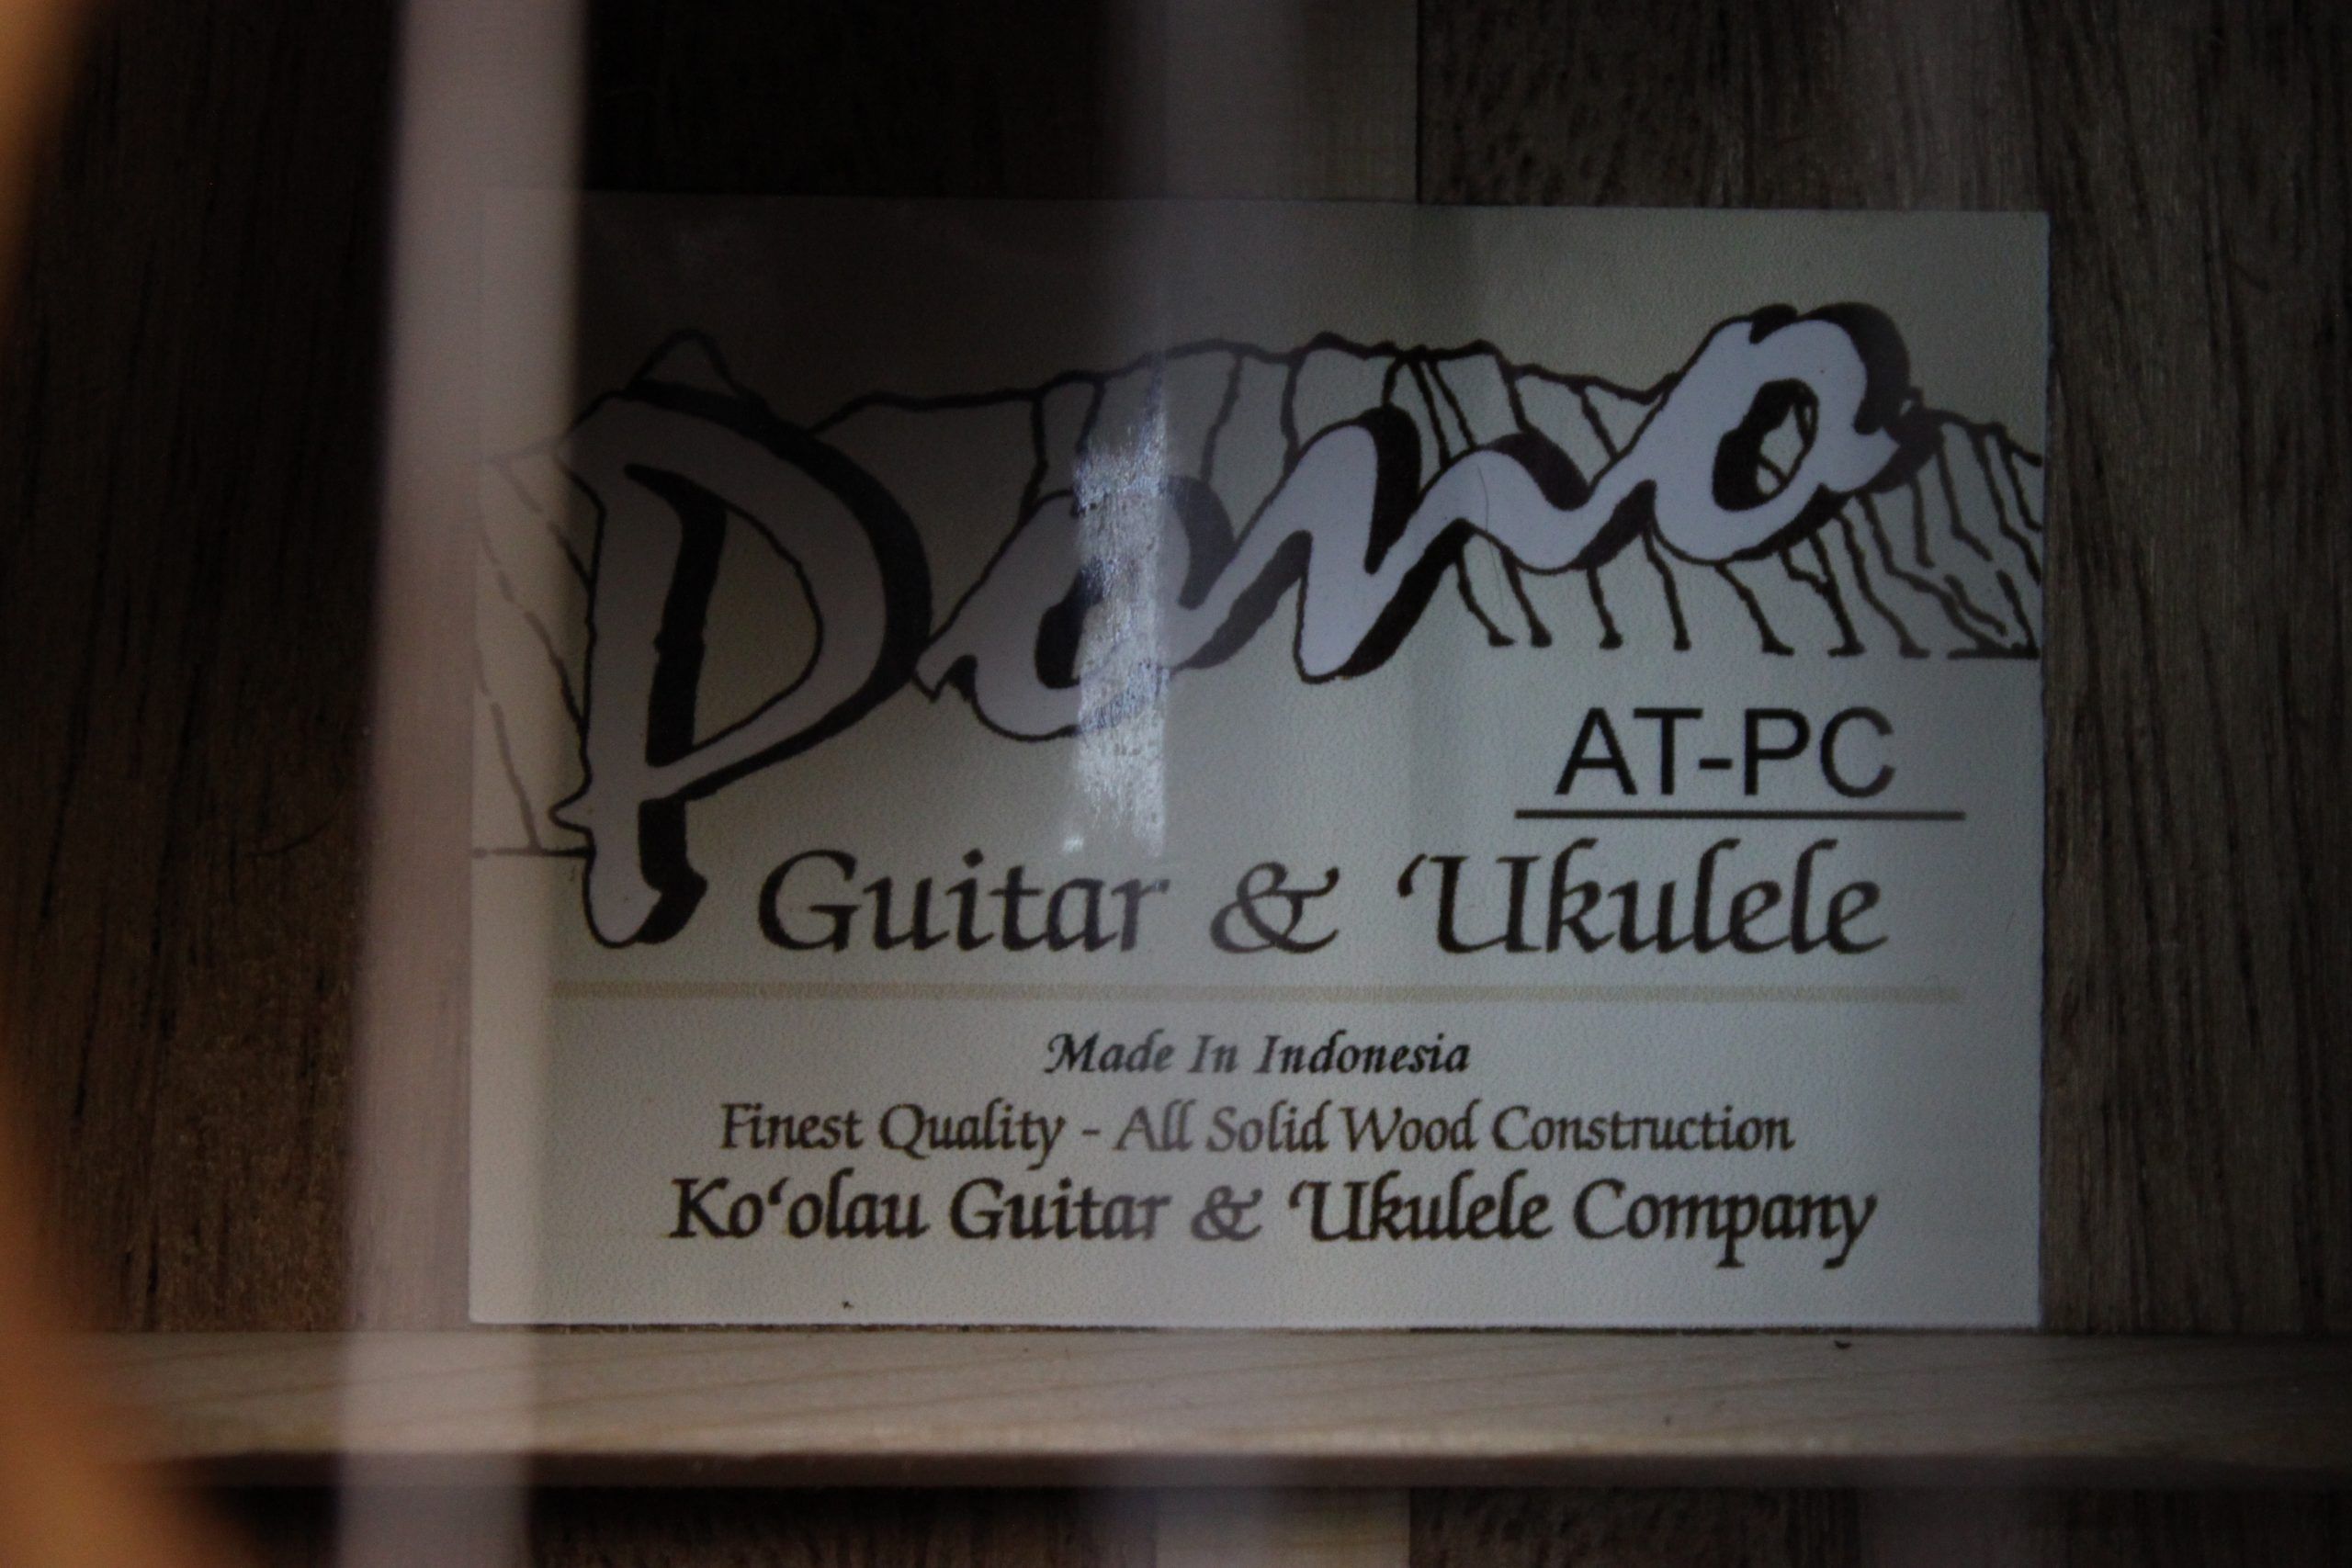 Pono
AT-PC
Guitar & ‘Ukulele
Made In Indonesia
Finest Quality - All Solid Wood Construction
Ko‘olau Guitar & ‘Ukulele Company